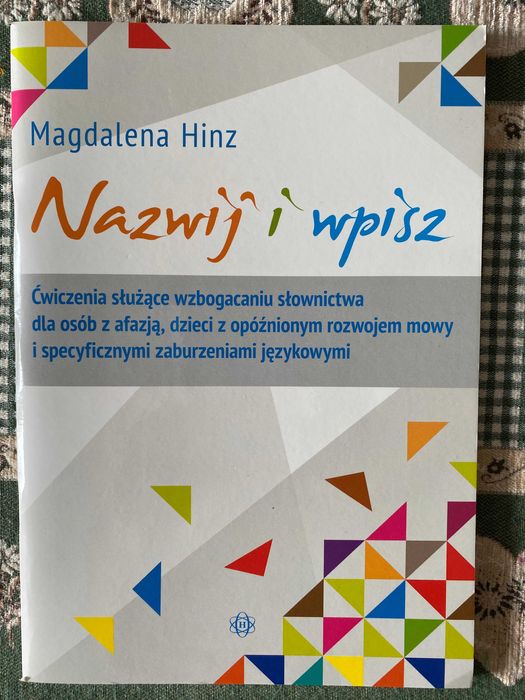 Magdalena Hinz
Nazwij i wpisz
Ćwiczenia służące wzbogacaniu słownictwa
dla osób z afazją, dzieci z opóźnionym rozwojem mowy
i specyficznymi zaburzeniami językowymi
H